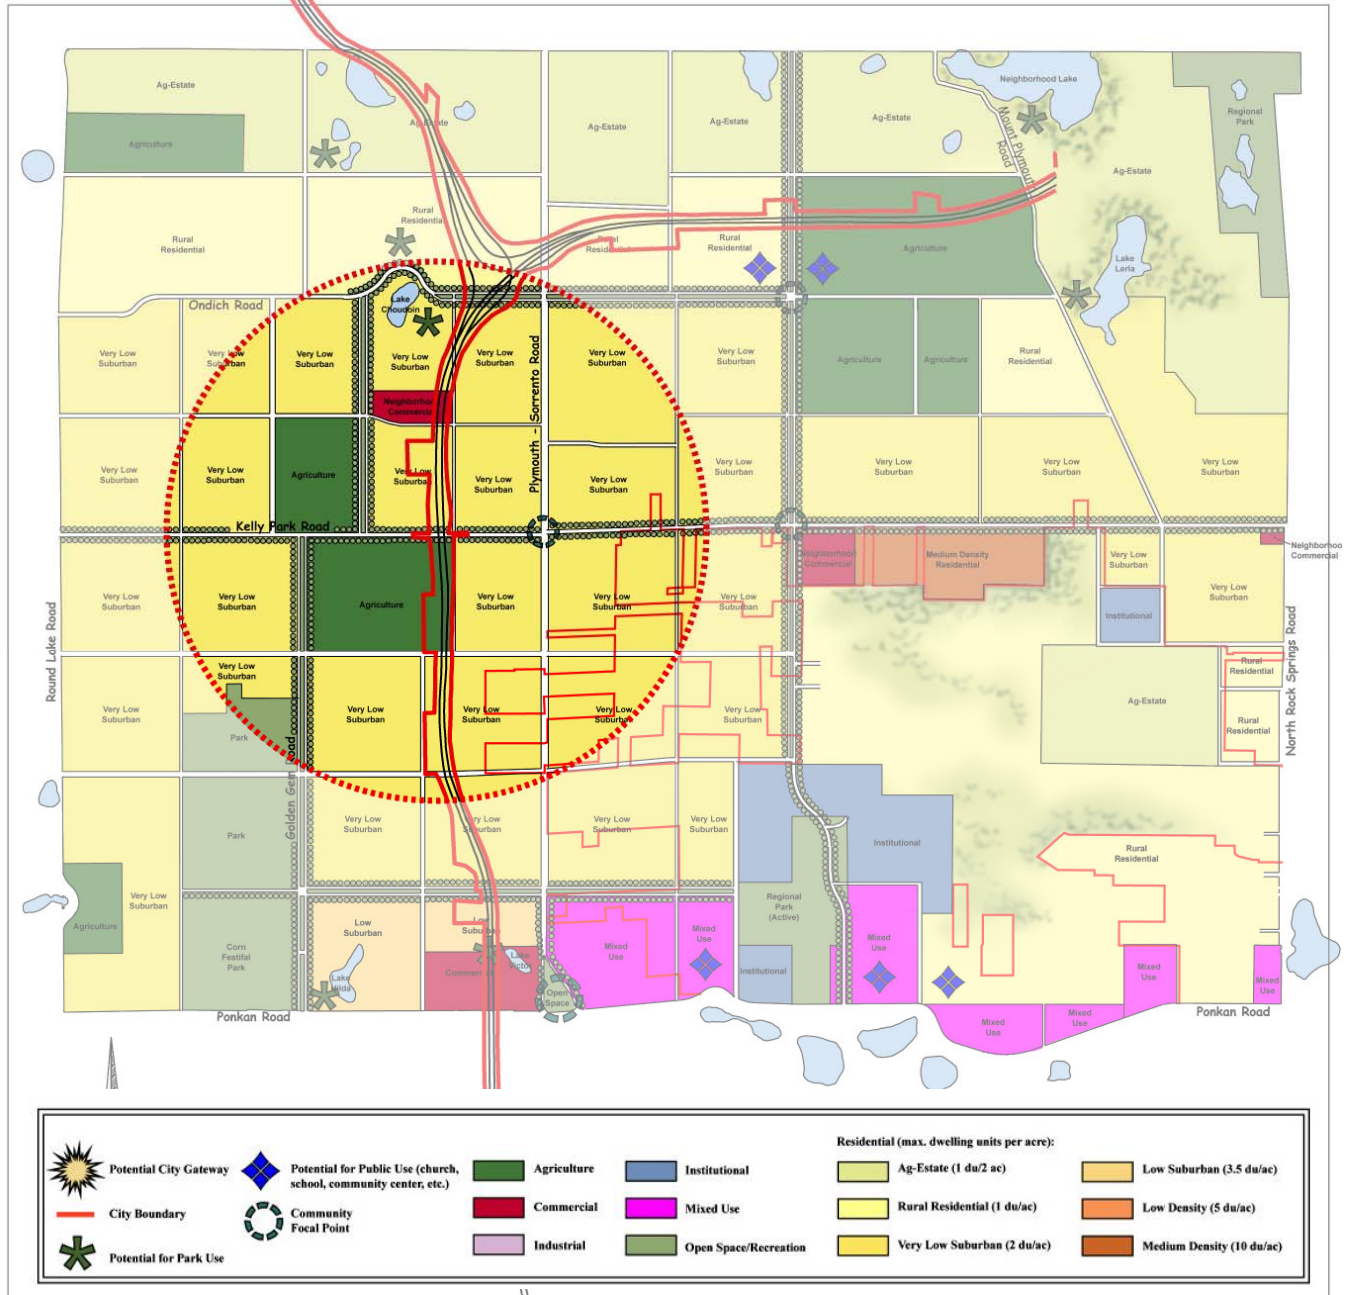 Ag-Estate
Agriculture
Ag-Estate
Ag-Estate
Ag-Estate
Ag-Estate
Neighborhood Lake
Mount Plymouth
Road
Regional
Park
Ag-Estate
Rural
Residential
Rural
Residential
Rural
Residential
Rural
Residential
Agriculture
Lake
Lerla
Ondich Road
Lake
Choudoin
Very Low
Suburban
Very Low
Suburban
Very Low
Suburban
Very Low
Suburban
Very Low
Suburban
Plymouth - Sorrento Road
Very Low
Suburban
Very Low
Suburban
Agriculture
Agriculture
Rural
Residential
Neighborhood
Commercial
Very Low
Suburban
Very Low
Suburban
Agriculture
Very Low
Suburban
Very Low
Suburban
Very Low
Suburban
Very Low
Suburban
Very Low
Suburban
Very Low
Suburban
Very Low
Suburban
Kelly Park Road
Neighborhood
Commercial
Medium Density
Residential
Very Low
Suburban
Neighborhoo
Commercial
Very Low
Suburban
Very Low
Suburban
Agriculture
Very Low
Suburban
Very Low
Suburban
Very Low
Suburban
Very Low
Suburban
Institutional
Round Lake Road
North Rock Springs Road
Very Low
Suburban
Very Low
Suburban
Park
Golden Gem Road
Very Low
Suburban
Very Low
Suburban
Very Low
Suburban
Very Low
Suburban
Ag-Estate
Rural
Residential
Rural
Residential
Park
Very Low
Suburban
Very Low
Suburban
Very Low
Suburban
Very Low
Suburban
Institutional
Rural
Residential
Very Low
Suburban
Agriculture
Corn
Festifal
Park
Low
Suburban
Lake
Hilda
Low
Suburban
Commercial
Lake
Victor
Open
Space
Mixed
Use
Mixed
Use
Regional
Park
(Active)
Institutional
Mixed
Use
Mixed
Use
Mixed
Use
Mixed
Use
Mixed
Use
Ponkan Road
Ponkan Road
Potential City Gateway
City Boundary
Potential for Park Use
Potential for Public Use (church,
school, community center, etc.)
Community
Focal Point
Agriculture
Commercial
Industrial
Institutional
Mixed Use
Open Space/Recreation
Residential (max. dwelling units per acre):
Ag-Estate (1 du/2 ac)
Rural Residential (1 du/ac)
Very Low Suburban (2 du/ac)
Low Suburban (3.5 du/ac)
Low Density (5 du/ac)
Medium Density (10 du/ac)